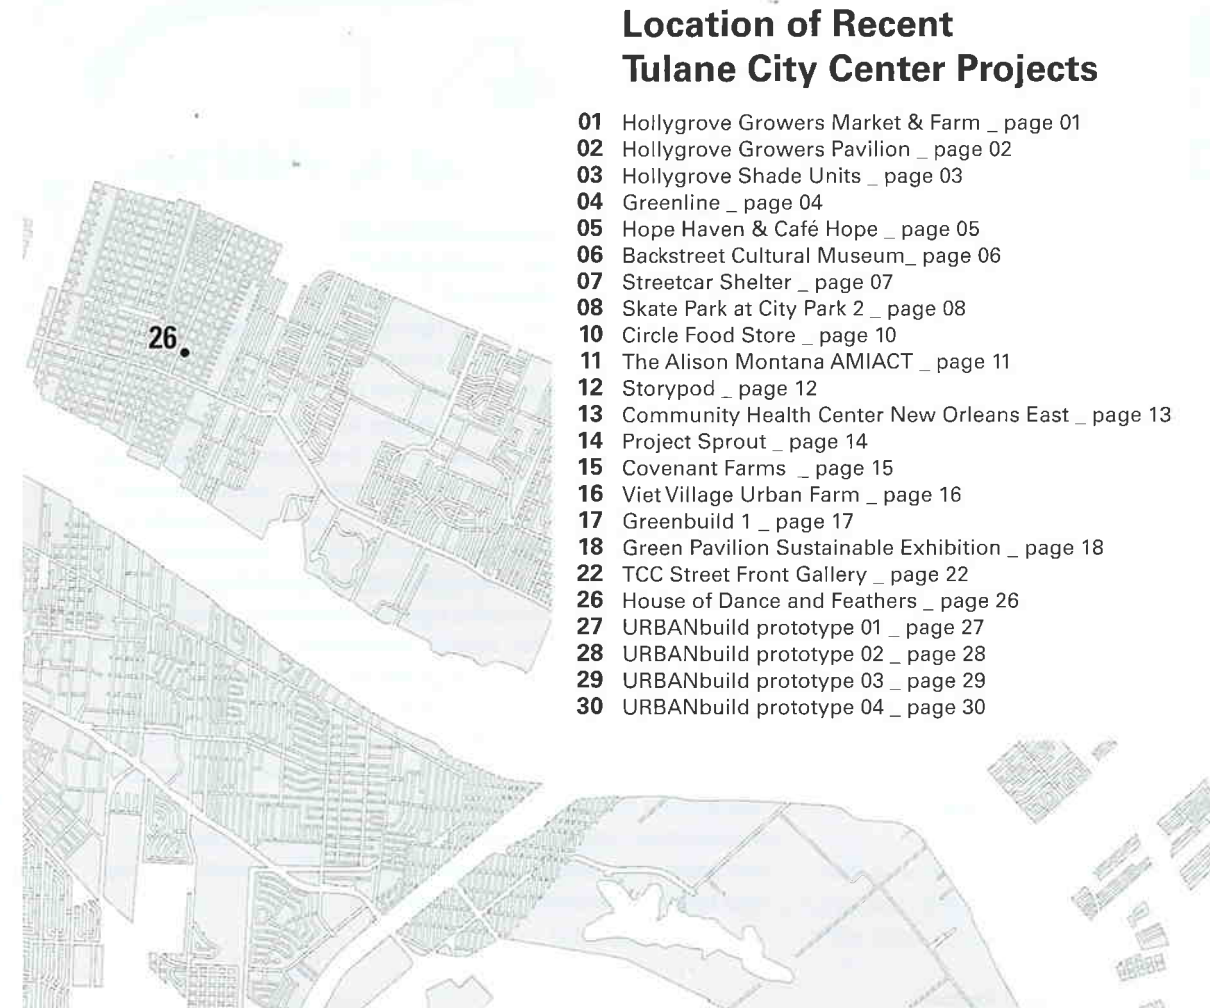 Location of Recent
Tulane City Center Projects
01 Hollygrove Growers Market & Farm _ page 01
02 Hollygrove Growers Pavilion _ page 02
03 Hollygrove Shade Units _ page 03
04 Greenline _ page 04
05 Hope Haven & Café Hope _ page 05
06 Backstreet Cultural Museum_ page 06
07 Streetcar Shelter _ page 07
08 Skate Park at City Park 2 _ page 08
10 Circle Food Store _ page 10
11 The Alison Montana AMIACT _ page 11
12 Storypod _ page 12
13 Community Health Center New Orleans East _ page 13
14 Project Sprout _ page 14
15 Covenant Farms _ page 15
16 Viet Village Urban Farm _ page 16
17 Greenbuild 1 _ page 17
18 Green Pavilion Sustainable Exhibition _ page 18
22 TCC Street Front Gallery _ page 22
26 House of Dance and Feathers _ page 26
27 URBANbuild prototype 01 _ page 27
28 URBANbuild prototype 02 _ page 28
29 URBANbuild prototype 03 _ page 29
30 URBANbuild prototype 04 _ page 30
26